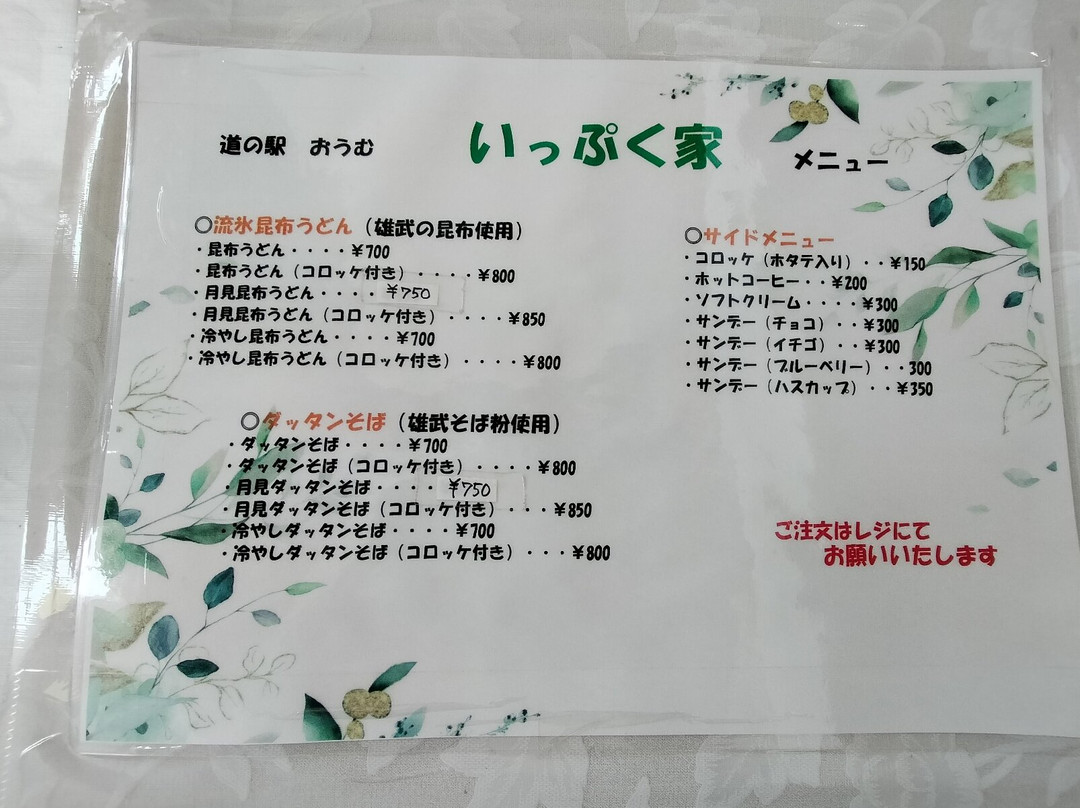 道の駅 おうむ いっぷく家 メニュー
○流氷昆布うどん（雄武の昆布使用）
・昆布うどん・・・・¥700
・昆布うどん（コロッケ付き）・・・・¥800
・月見昆布うどん・・・・¥750
・月見昆布うどん（コロッケ付き）・・・・¥850
・冷やし昆布うどん・・・・¥700
・冷やし昆布うどん（コロッケ付き）・・・・¥800
○ダッタンそば（雄武そば粉使用）
・ダッタンそば・・・・¥700
・ダッタンそば（コロッケ付き）・・・・¥800
・月見ダッタンそば・・・・¥750
・月見ダッタンそば（コロッケ付き）・・・¥850
・冷やしダッタンそば・・・・¥700
・冷やしダッタンそば（コロッケ付き）・・・¥800
○サイドメニュー
・コロッケ（ホタテ入り）・・¥150
・ホットコーヒー・・¥200
・ソフトクリーム・・・・¥300
・サンデー（チョコ）・・¥300
・サンデー（イチゴ）・・¥300
・サンデー（ブルーベリー）・・300
・サンデー（ハスカップ）・・¥350
ご注文はレジにて
お願いいたします